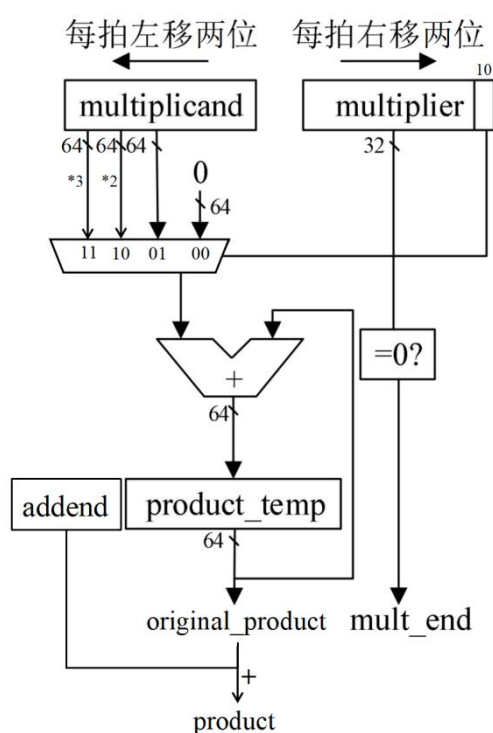 每拍左移两位 每拍右移两位
10
multiplicand multiplier
64 64 64 32
*3 *2 0
64
11 10 01 00
=0?
+
64
addend product_temp
64
original_product mult_end
+
product